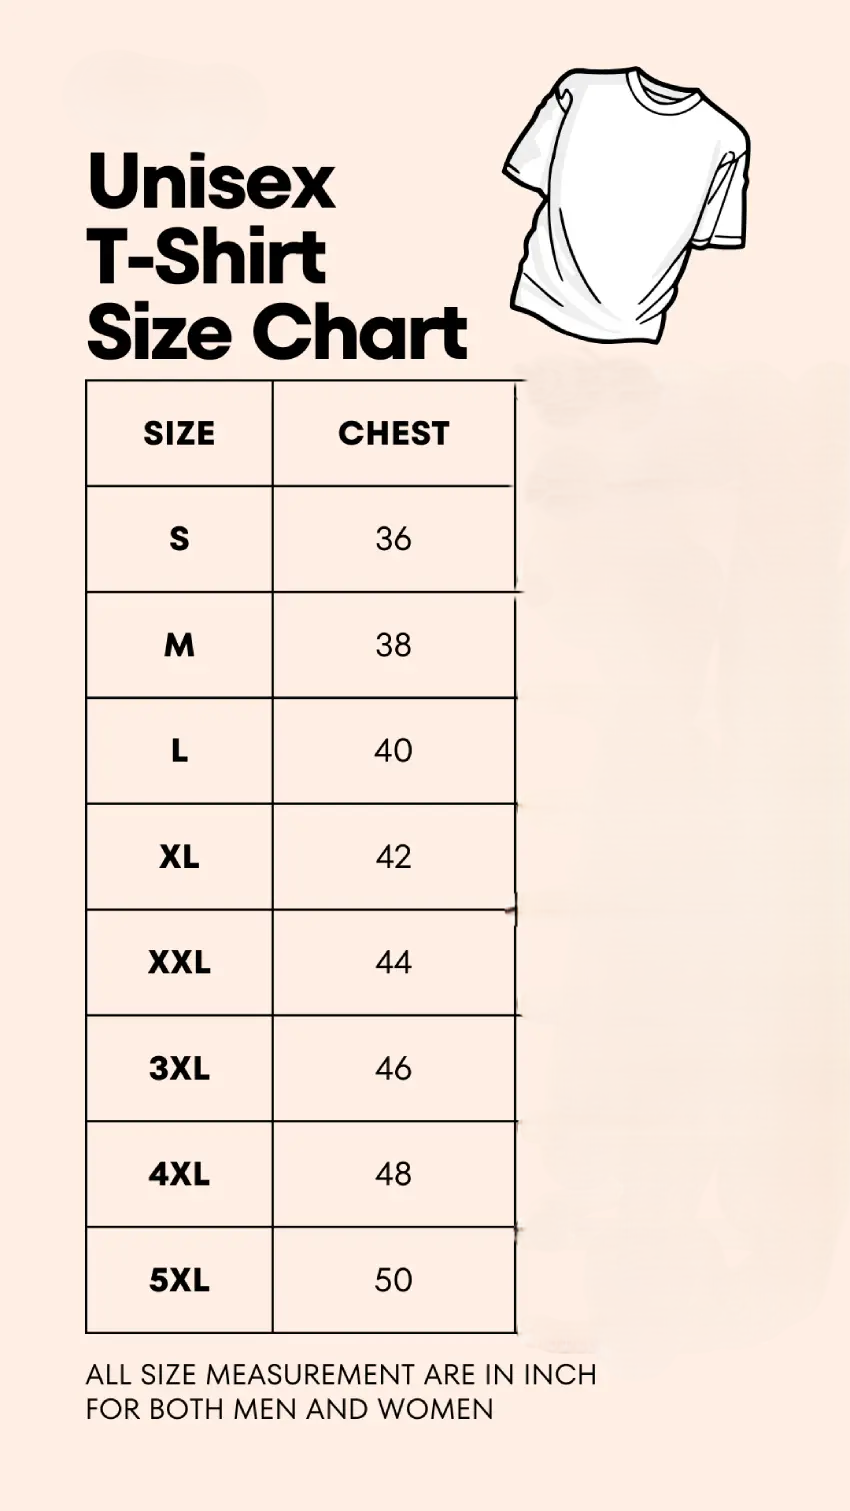 Unisex
T-Shirt
Size Chart
SIZE CHEST
S 36
M 38
L 40
XL 42
XXL 44
3XL 46
4XL 48
5XL 50
ALL SIZE MEASUREMENT ARE IN INCH
FOR BOTH MEN AND WOMEN